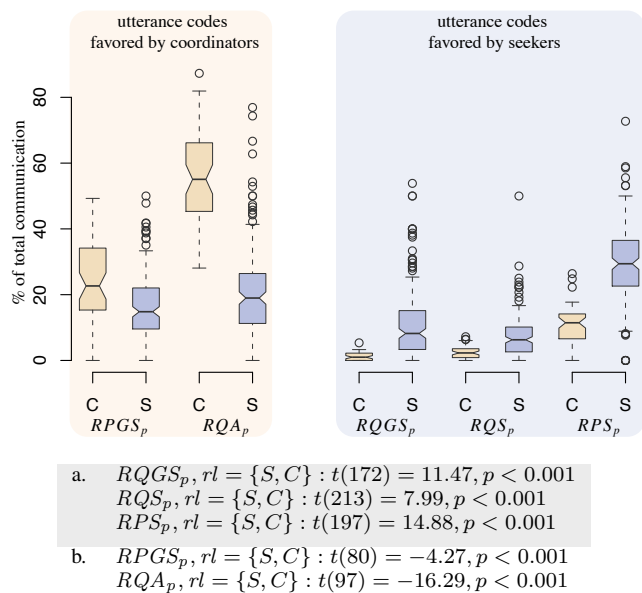 utterance codes
favored by coordinators
utterance codes
favored by seekers
% of total communication
80
60
40
20
0
C S C S C S C S C S
RPGS_p RQA_p RQGS_p RQS_p RPS_p
a. RQGS_p, rl = {S, C} : t(172) = 11.47, p < 0.001
RQS_p, rl = {S, C} : t(213) = 7.99, p < 0.001
RPS_p, rl = {S, C} : t(197) = 14.88, p < 0.001
b. RPGS_p, rl = {S, C} : t(80) = −4.27, p < 0.001
RQA_p, rl = {S, C} : t(97) = −16.29, p < 0.001